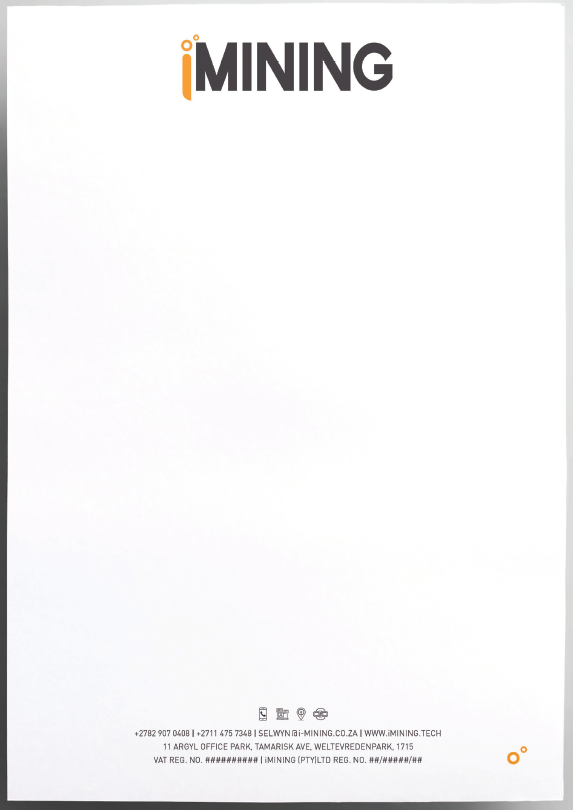 iMINING
+2782 907 0408 | +2711 475 7348 | SELWYN@i-MINING.CO.ZA | WWW.iMINING.TECH
11 ARGYL OFFICE PARK, TAMARISK AVE, WELTEVREDENPARK, 1715
VAT REG. NO. ########## | iMINING (PTY)LTD REG. NO. ##/#####/##